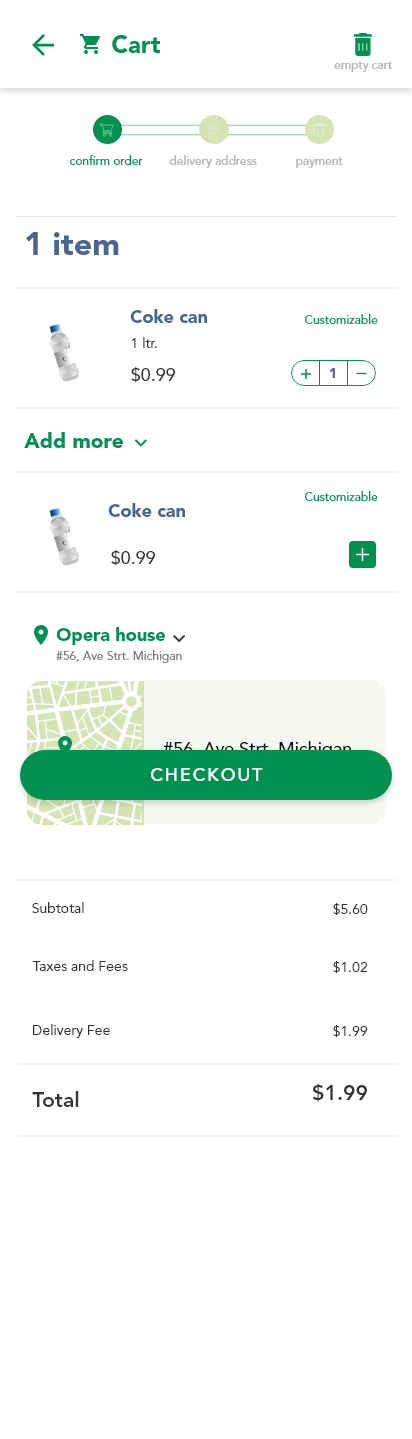 Cart
empty cart
confirm order
delivery address
payment
1 item
Coke can
Customizable
1 ltr.
$0.99
+ 1 −
Add more
Customizable
Coke can
$0.99
Opera house
#56, Ave Strt. Michigan
#56, Ave Strt. Michigan
CHECKOUT
Subtotal $5.60
Taxes and Fees $1.02
Delivery Fee $1.99
Total $1.99